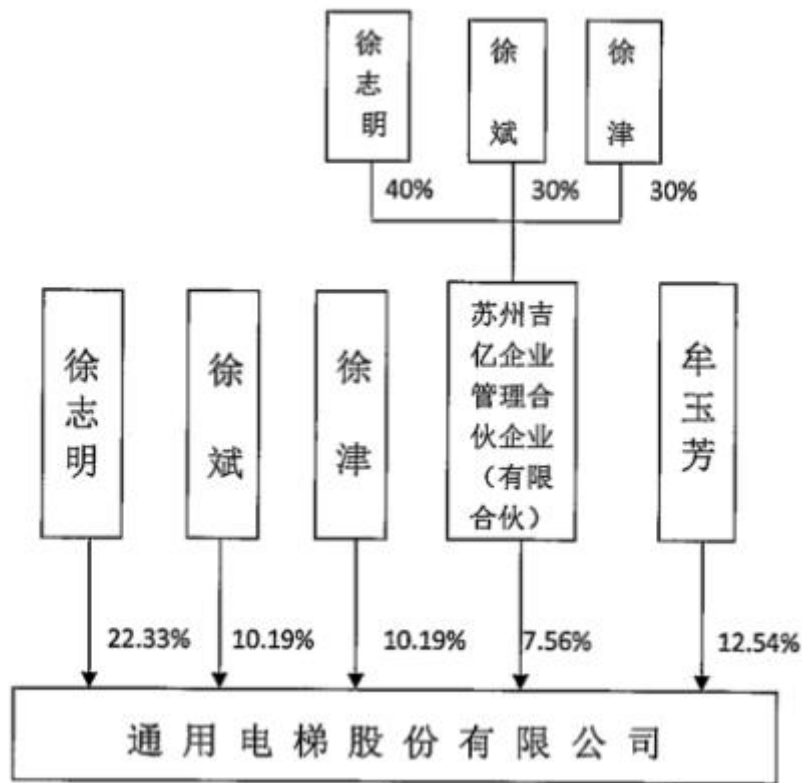 徐志明
徐斌
徐津
40%
30%
30%
徐志明
徐斌
徐津
苏州吉
亿企业
管理合
伙企业
（有限
合伙）
牟玉芳
22.33%
10.19%
10.19%
7.56%
12.54%
通用电梯股份有限公司